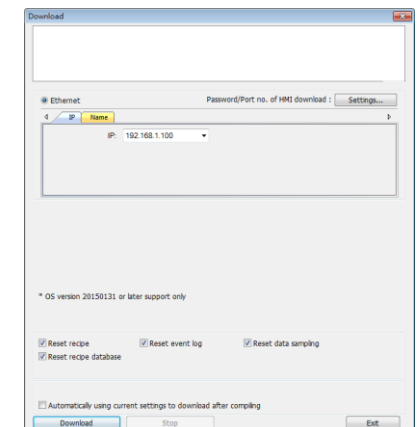 Download
Ethernet Password/Port no. of HMI download : Settings...
IP Name
IP: 192.168.1.100
* OS version 20150131 or later support only
Reset recipe Reset event log Reset data sampling
Reset recipe database
Automatically using current settings to download after compiling
Download Stop Exit